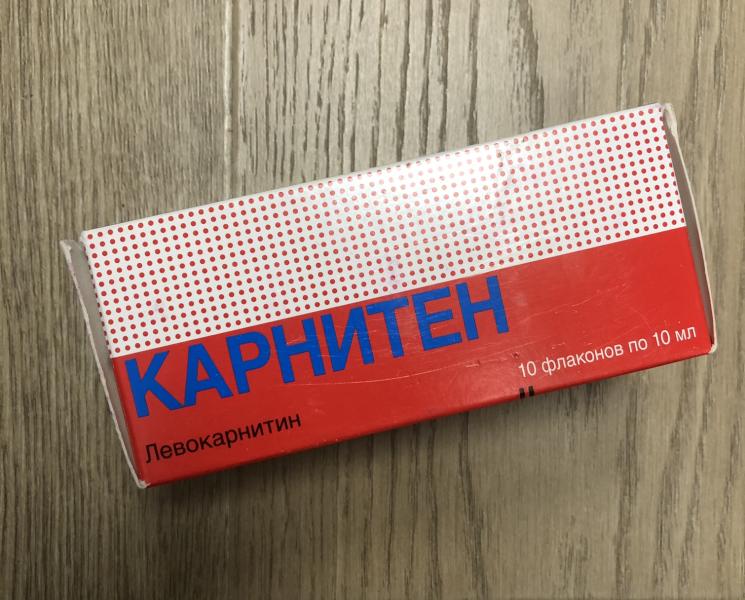 КАРНИТЕН
Левокарнитин
10 флаконов по 10 мл